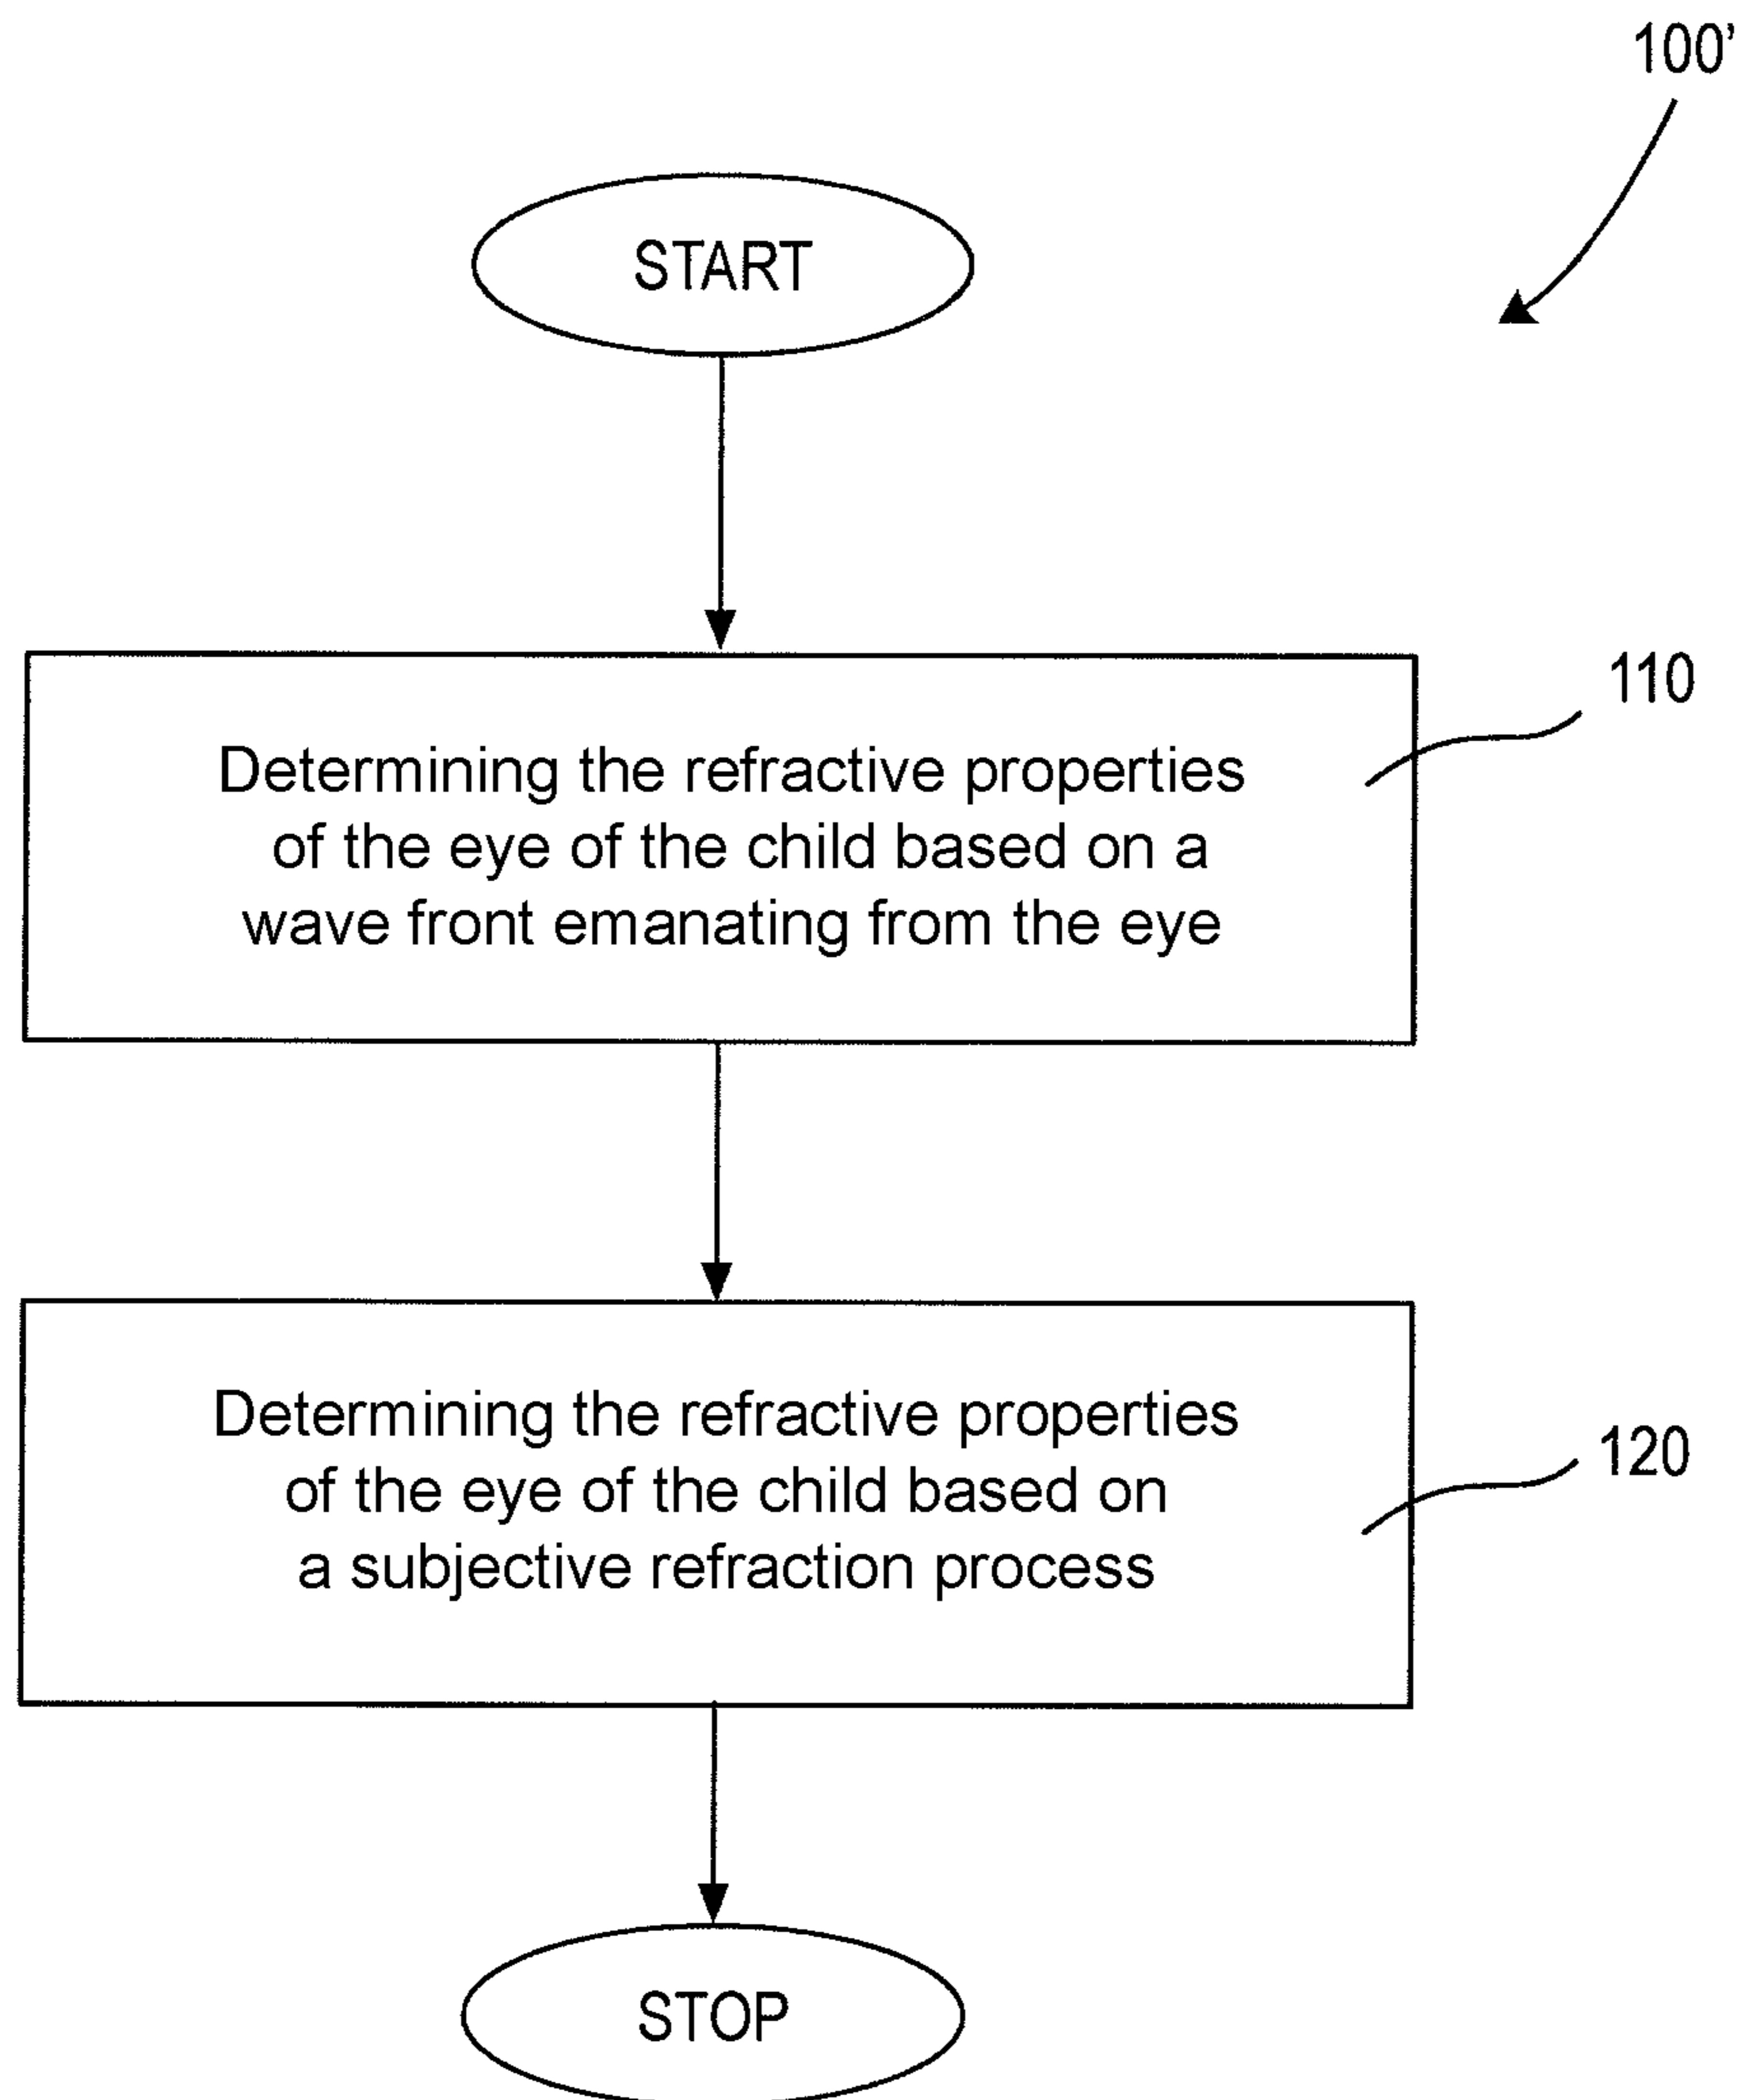 100’
START
110
Determining the refractive properties
of the eye of the child based on a
wave front emanating from the eye
120
Determining the refractive properties
of the eye of the child based on
a subjective refraction process
STOP